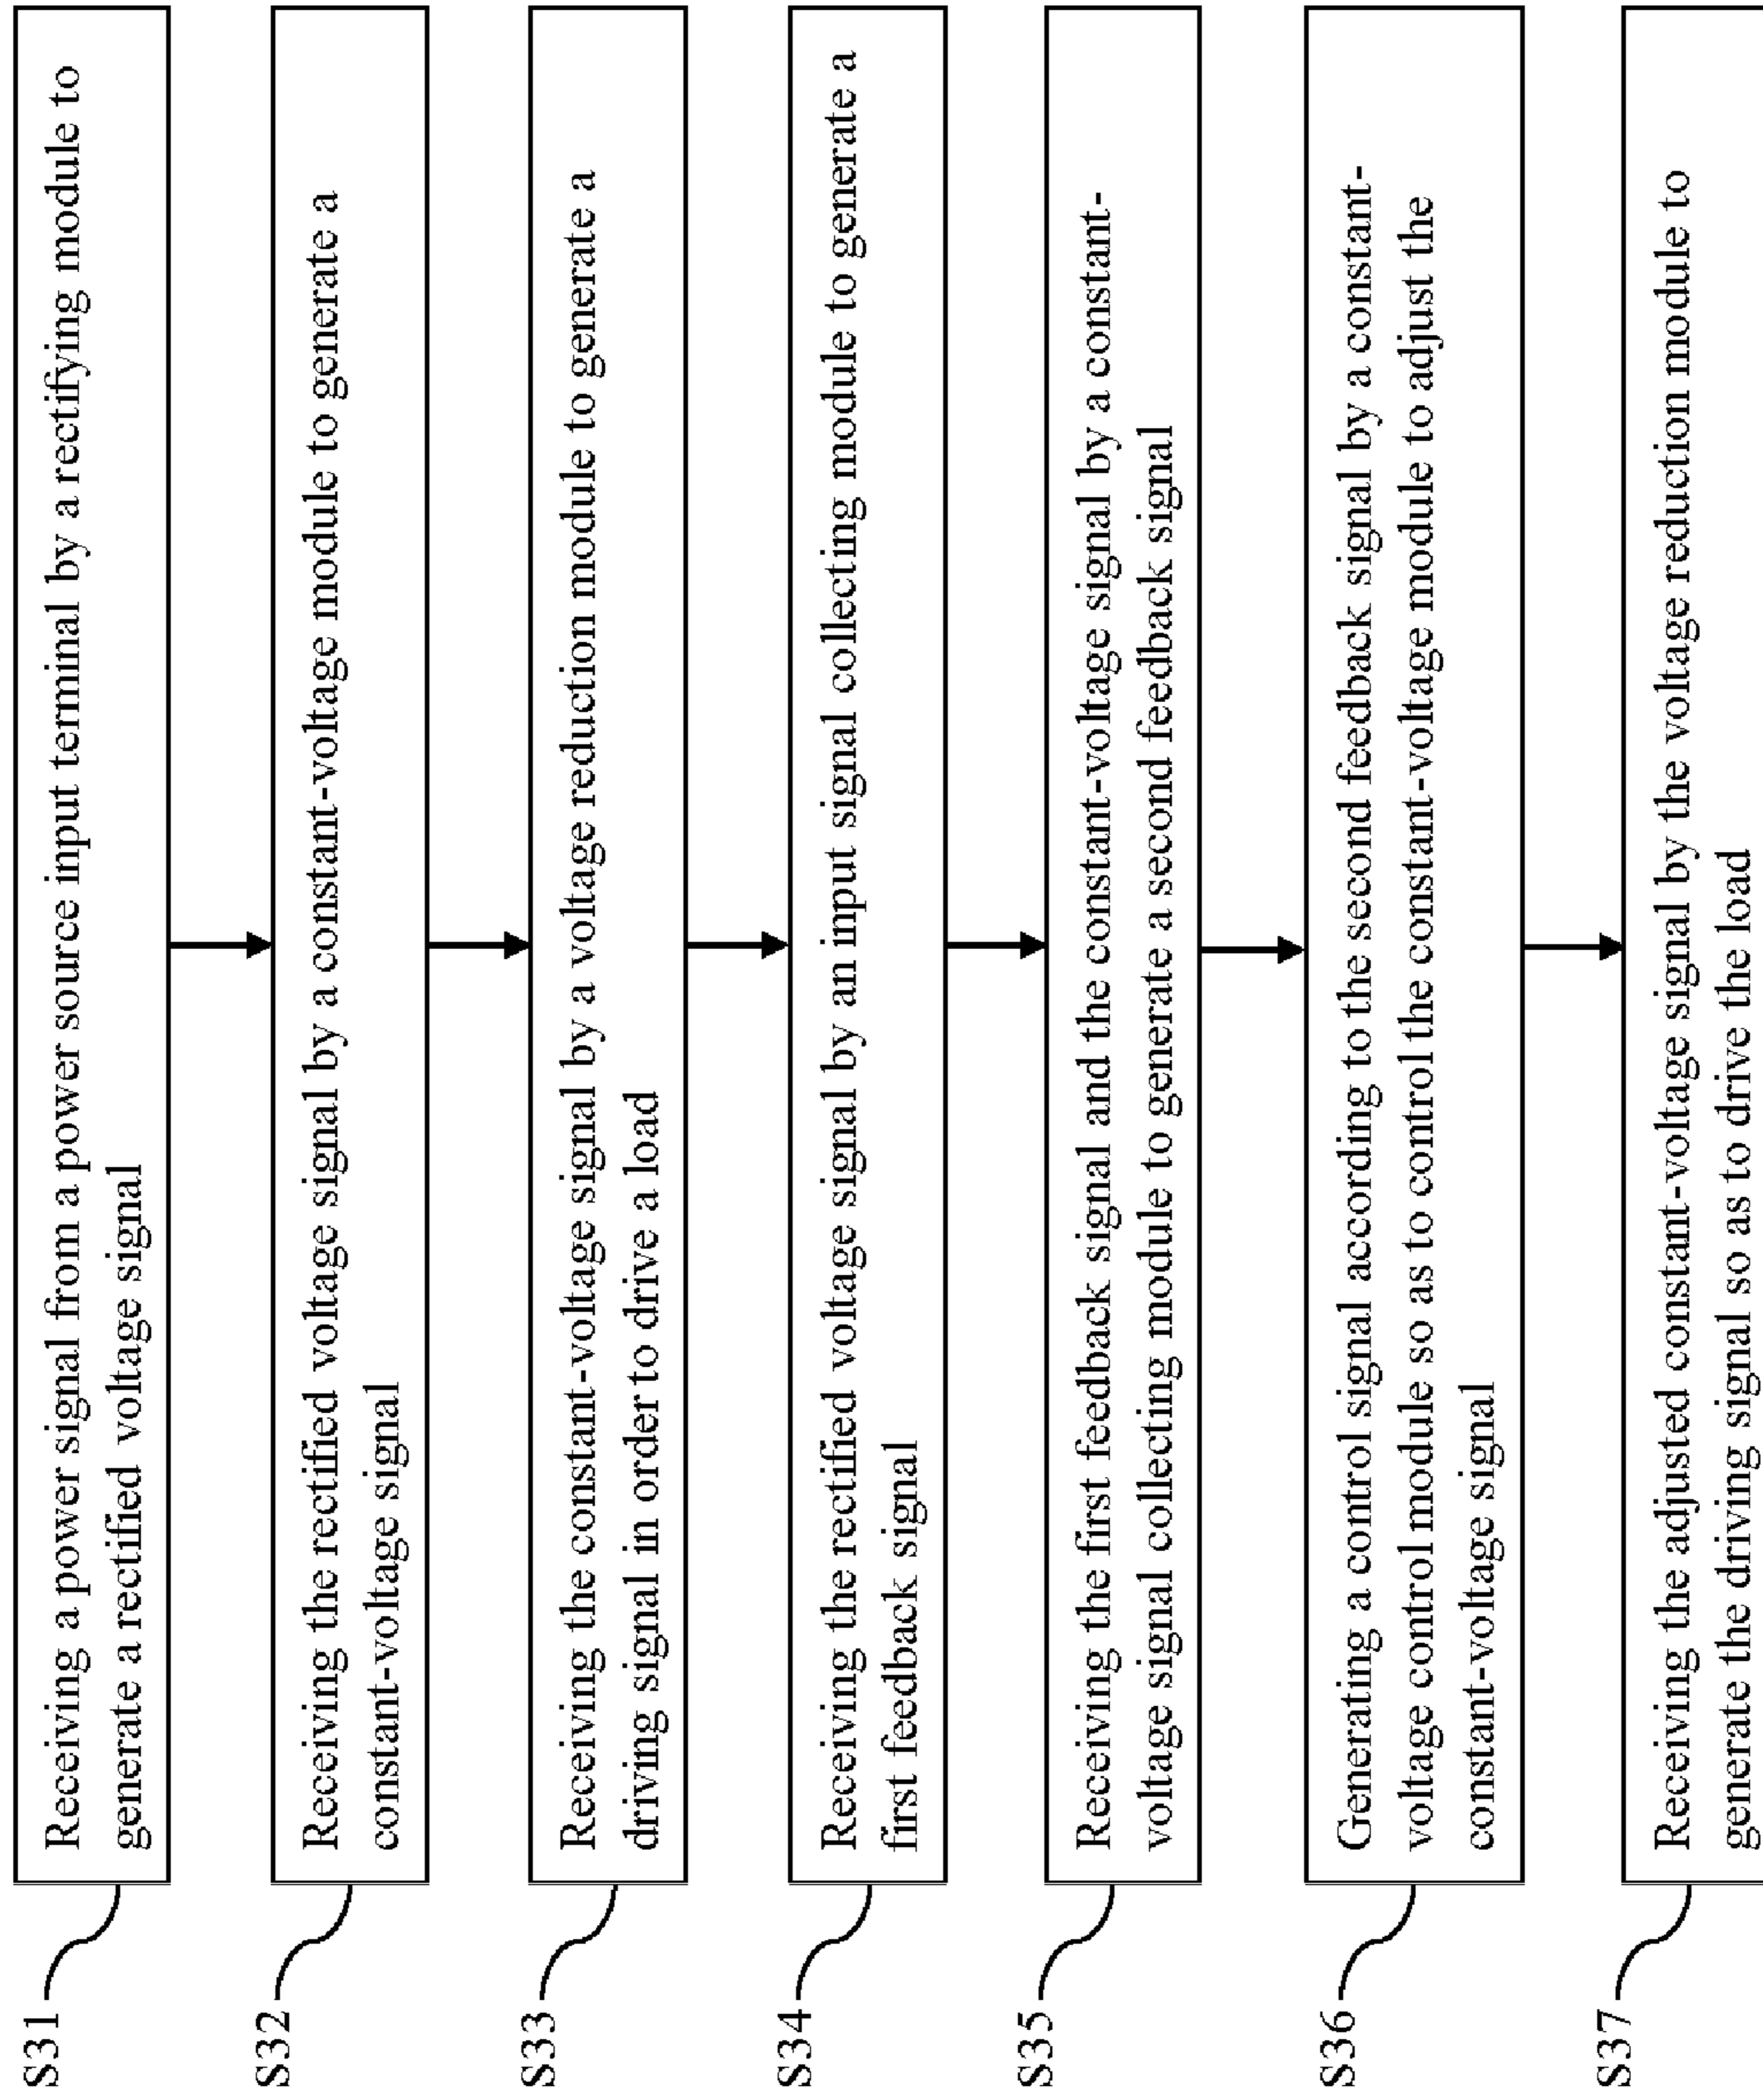 S31
Receiving a power signal from a power source input terminal by a rectifying module to
generate a rectified voltage signal
S32
Receiving the rectified voltage signal by a constant-voltage module to generate a
constant-voltage signal
S33
Receiving the constant-voltage signal by a voltage reduction module to generate a
driving signal in order to drive a load
S34
Receiving the rectified voltage signal by an input signal collecting module to generate a
first feedback signal
S35
Receiving the first feedback signal and the constant-voltage signal by a constant-
voltage signal collecting module to generate a second feedback signal
S36
Generating a control signal according to the second feedback signal by a constant-
voltage control module so as to control the constant-voltage module to adjust the
constant-voltage signal
S37
Receiving the adjusted constant-voltage signal by the voltage reduction module to
generate the driving signal so as to drive the load